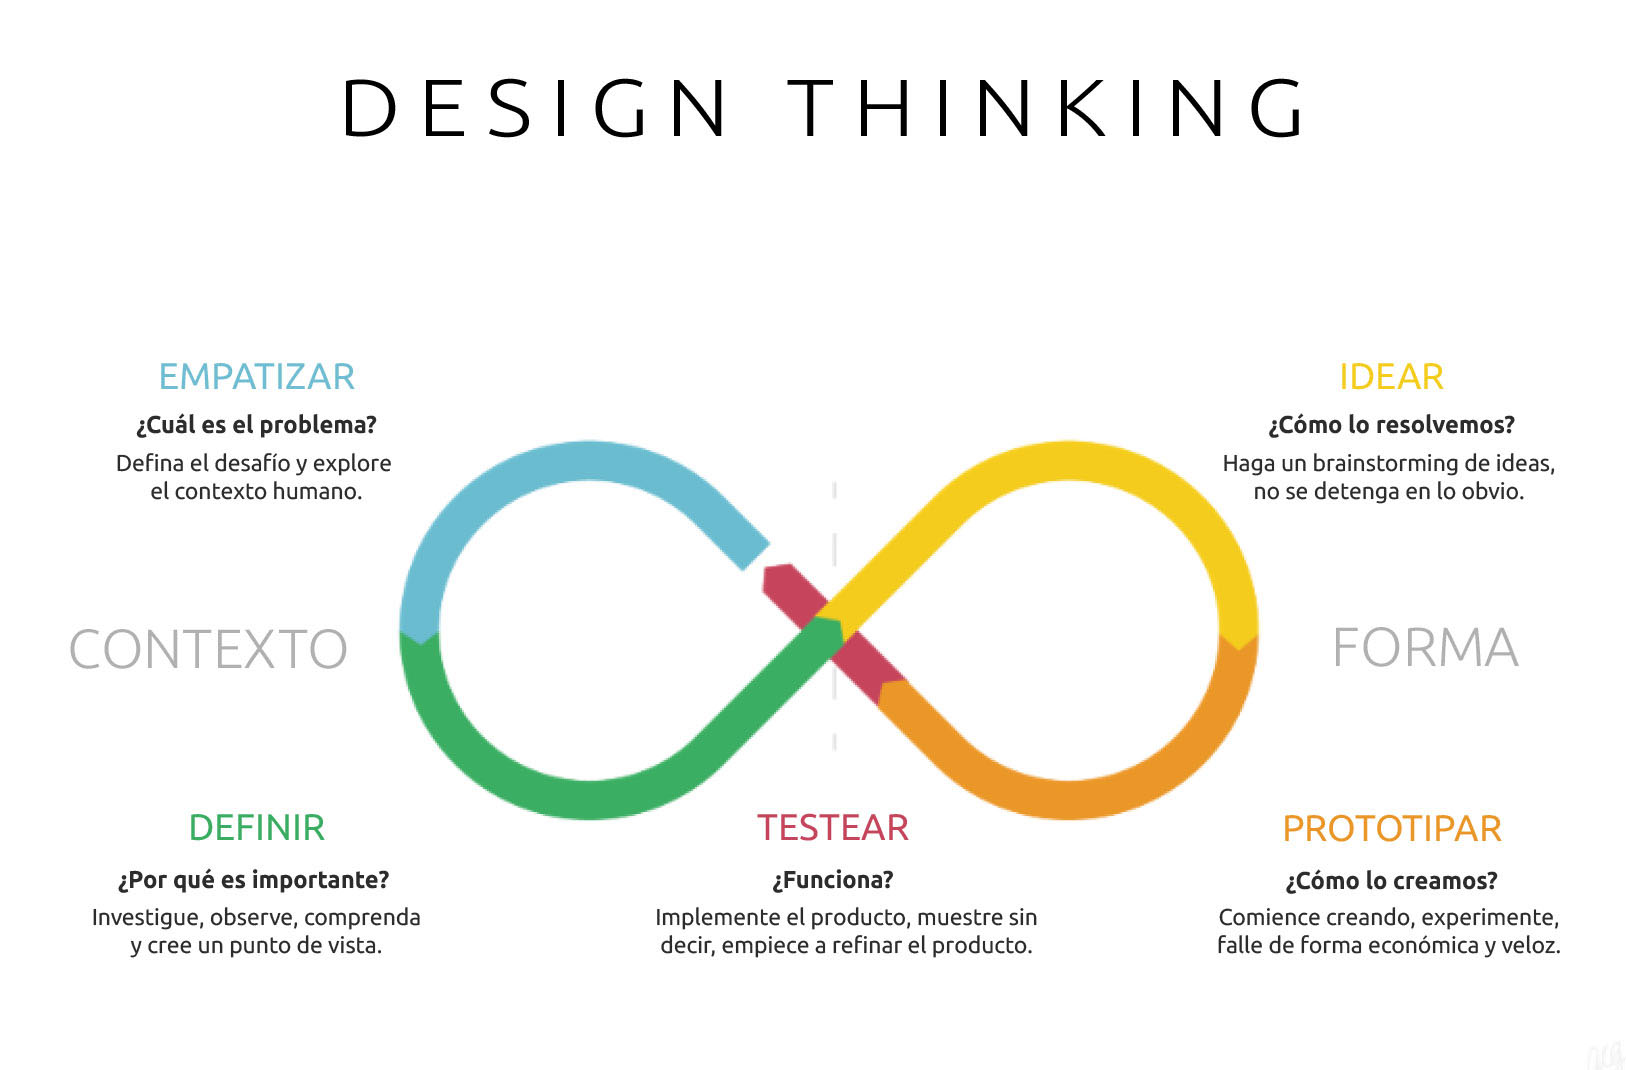 DESIGN THINKING
EMPATIZAR
¿Cuál es el problema?
Defina el desafío y explore
el contexto humano.
IDEAR
¿Cómo lo resolvemos?
Haga un brainstorming de ideas,
no se detenga en lo obvio.
CONTEXTO
FORMA
DEFINIR
¿Por qué es importante?
Investigue, observe, comprenda
y cree un punto de vista.
TESTEAR
¿Funciona?
Implemente el producto, muestre sin
decir, empiece a refinar el producto.
PROTOTIPAR
¿Cómo lo creamos?
Comience creando, experimente,
falle de forma económica y veloz.